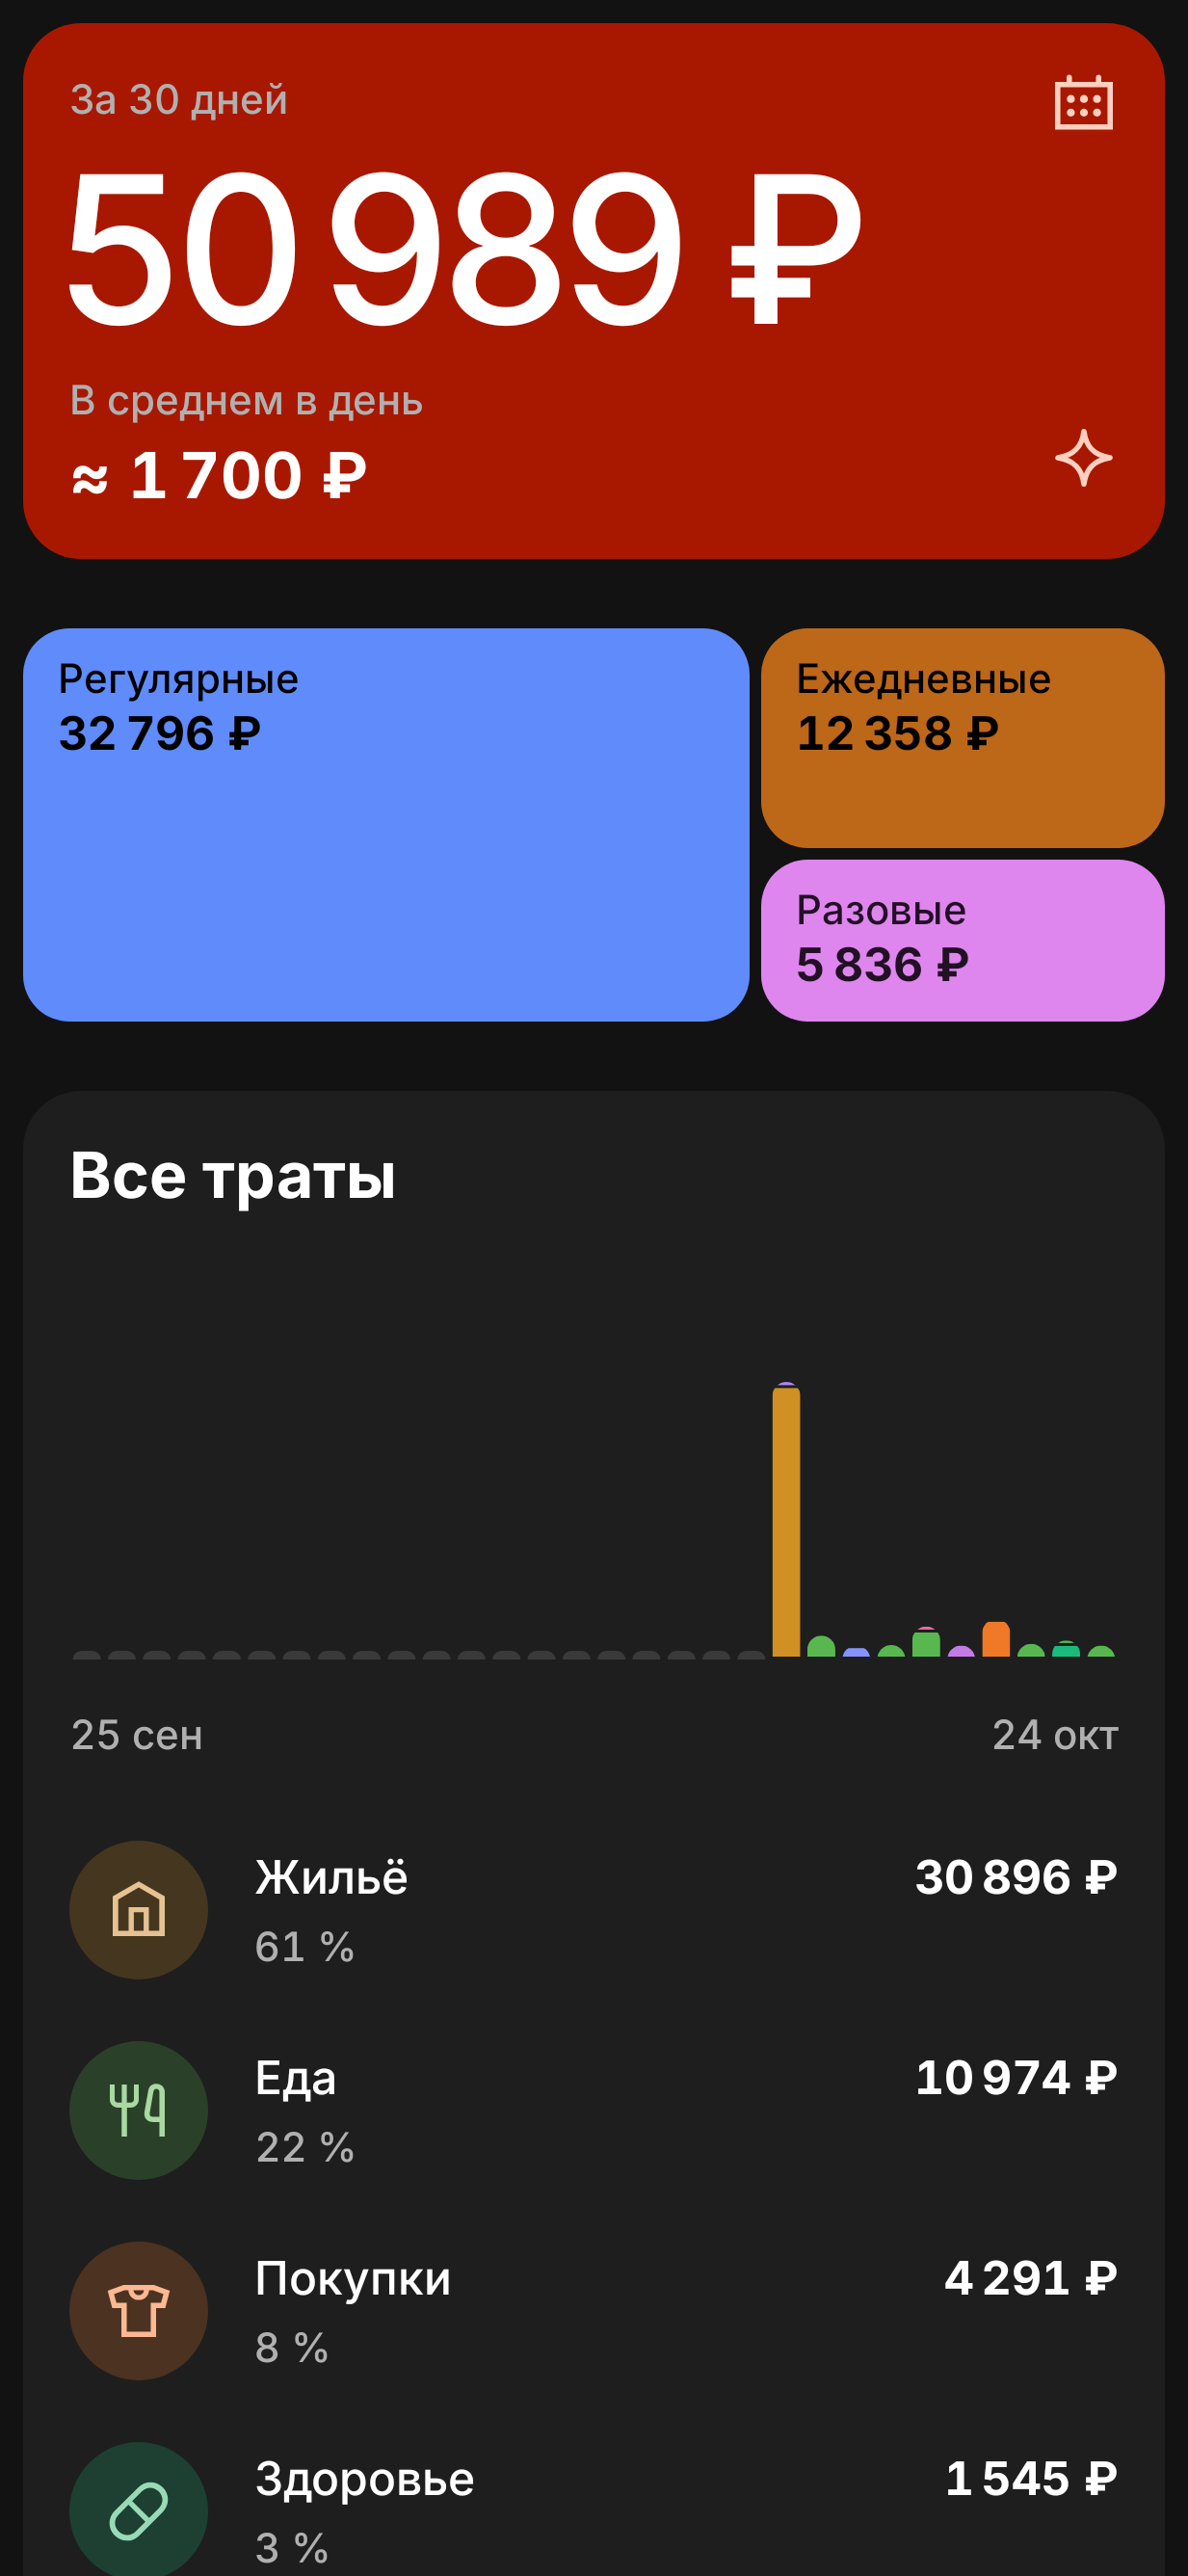 За 30 дней
50 989 ₽
В среднем в день
≈ 1 700 ₽
Регулярные
32 796 ₽
Ежедневные
12 358 ₽
Разовые
5 836 ₽
Все траты
25 сен
24 окт
Жильё
30 896 ₽
61 %
Еда
10 974 ₽
22 %
Покупки
4 291 ₽
8 %
Здоровье
1 545 ₽
3 %